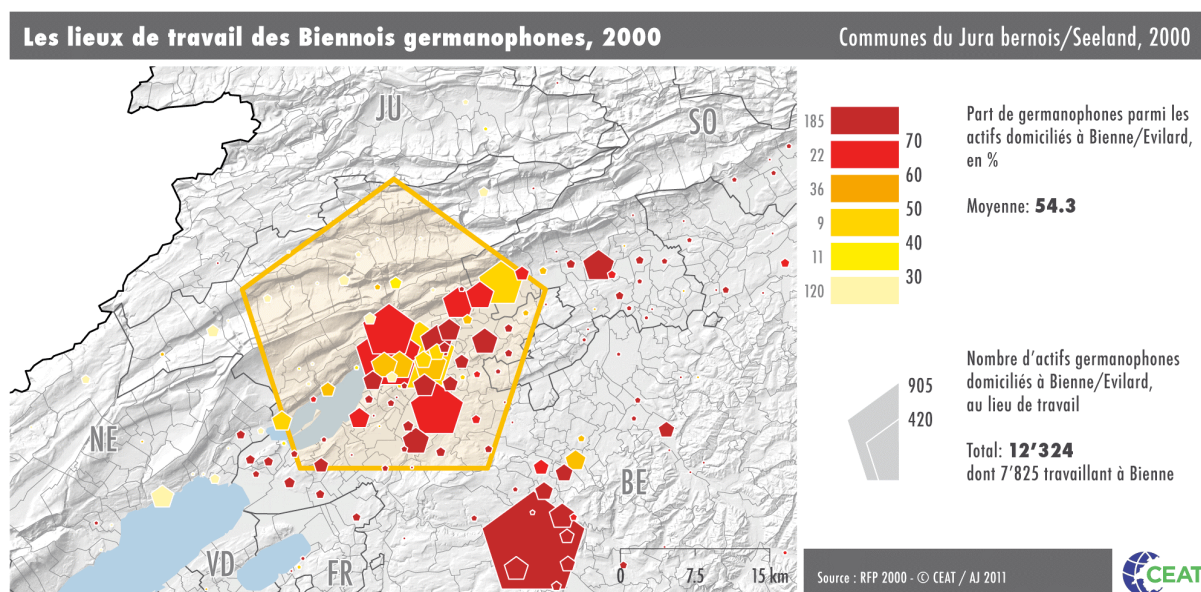 Les lieux de travail des Biennois germanophones, 2000
Communes du Jura bernois/Seeland, 2000
JU
SO
NE
BE
VD
FR
0 7.5 15 km
185
70
22
60
36
50
9
40
11
30
120
Part de germanophones parmi les
actifs domiciliés à Bienne/Evilard,
en %
Moyenne: 54.3
905
420
Nombre d'actifs germanophones
domiciliés à Bienne/Evilard,
au lieu de travail
Total: 12'324
dont 7'825 travaillant à Bienne
Source : RFP 2000 - © CEAT / AJ 2011
CEAT